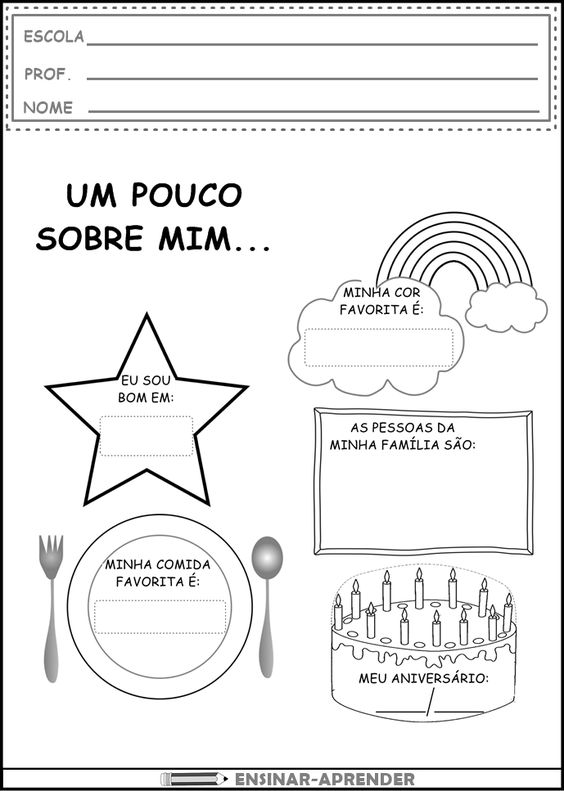 ESCOLA
PROF.
NOME
UM POUCO
SOBRE MIM...
MINHA COR
FAVORITA É:
EU SOU
BOM EM:
AS PESSOAS DA
MINHA FAMÍLIA SÃO:
MINHA COMIDA
FAVORITA É:
MEU ANIVERSÁRIO:
/
ENSINAR-APRENDER